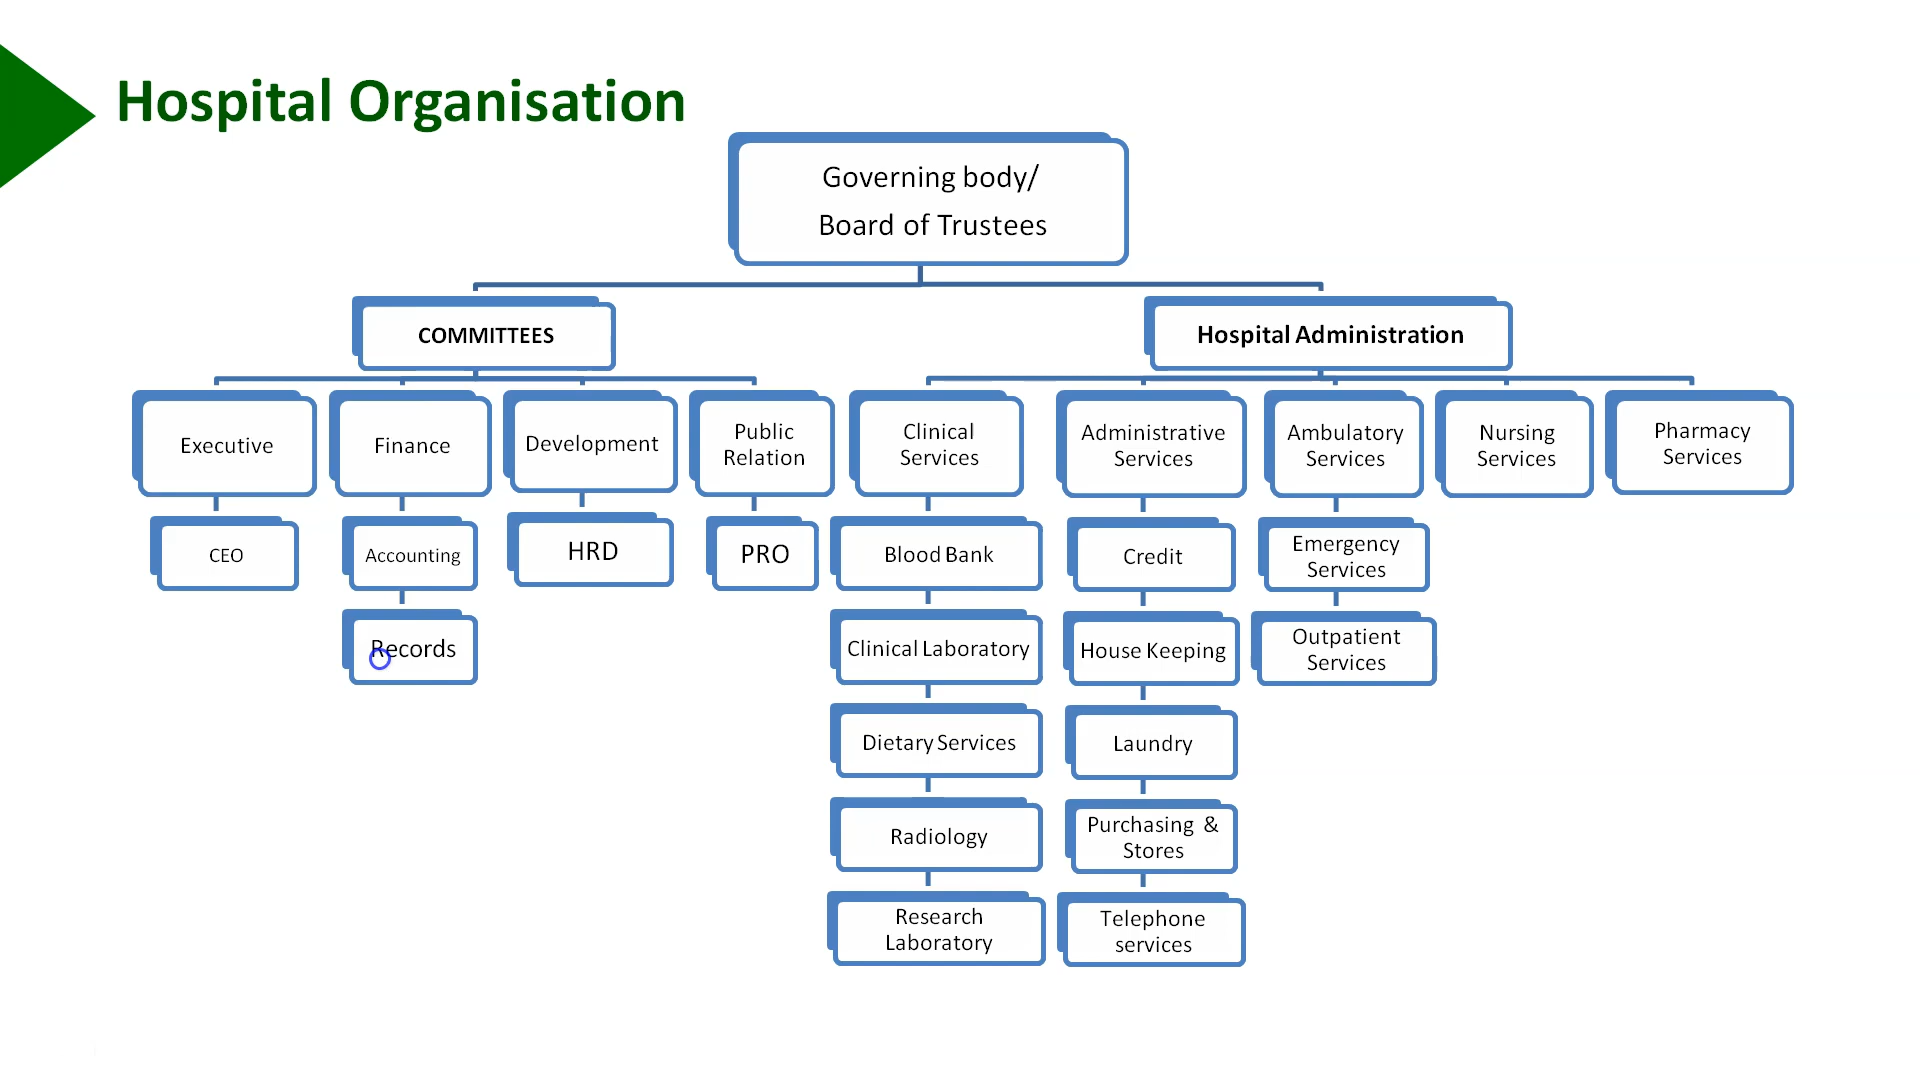 Hospital Organisation
Governing body/
Board of Trustees
COMMITTEES
Hospital Administration
Executive
Finance
Development
Public
Relation
Clinical
Services
Administrative
Services
Ambulatory
Services
Nursing
Services
Pharmacy
Services
CEO
Accounting
HRD
PRO
Blood Bank
Credit
Emergency
Services
Records
Clinical Laboratory
House Keeping
Outpatient
Services
Dietary Services
Laundry
Radiology
Purchasing &
Stores
Research
Laboratory
Telephone
services